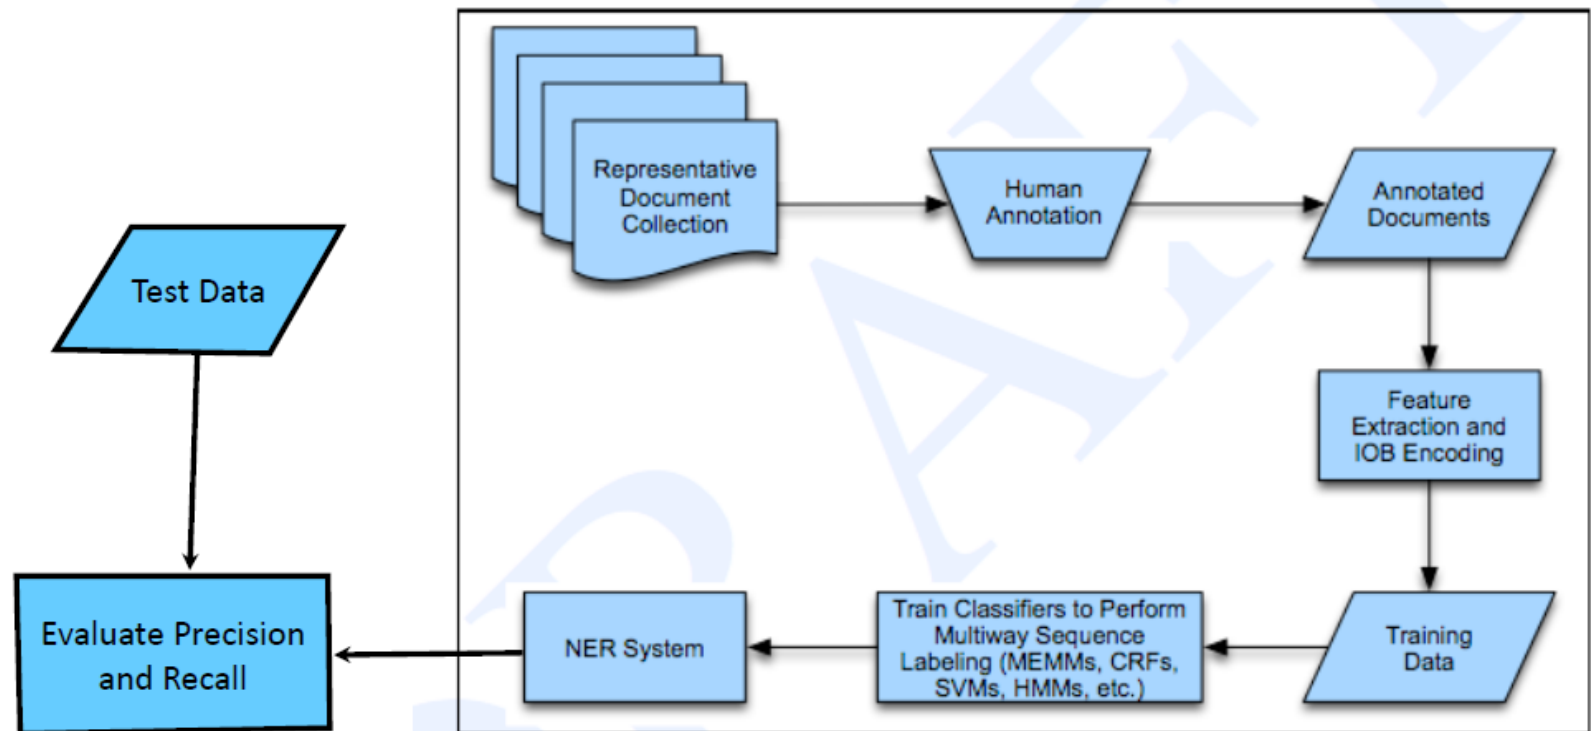 Representative
Document
Collection
Human
Annotation
Annotated
Documents
Test Data
Feature
Extraction and
IOB Encoding
Evaluate Precision
and Recall
NER System
Train Classifiers to Perform
Multiway Sequence
Labeling (MEMMs, CRFs,
SVMs, HMMs, etc.)
Training
Data